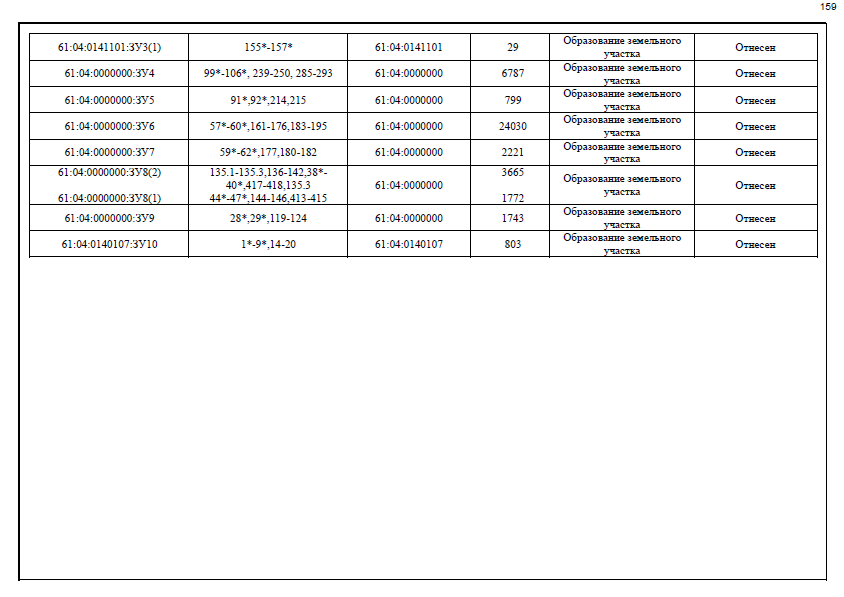 159
61:04:0141101:ЗУ3(1) 155*-157* 61:04:0141101 29 Образование земельного участка Отнесен
61:04:0000000:ЗУ4 99*-106*, 239-250, 285-293 61:04:0000000 6787 Образование земельного участка Отнесен
61:04:0000000:ЗУ5 91*,92*,214,215 61:04:0000000 799 Образование земельного участка Отнесен
61:04:0000000:ЗУ6 57*-60*,161-176,183-195 61:04:0000000 24030 Образование земельного участка Отнесен
61:04:0000000:ЗУ7 59*-62*,177,180-182 61:04:0000000 2221 Образование земельного участка Отнесен
61:04:0000000:ЗУ8(2)
61:04:0000000:ЗУ8(1)
135.1-135.3,136-142,38*-
40*,417-418,135.3
44*-47*,144-146,413-415
61:04:0000000
3665
1772
Образование земельного
участка
Отнесен
61:04:0000000:ЗУ9 28*,29*,119-124 61:04:0000000 1743 Образование земельного участка Отнесен
61:04:0140107:ЗУ10 1*-9*,14-20 61:04:0140107 803 Образование земельного участка Отнесен